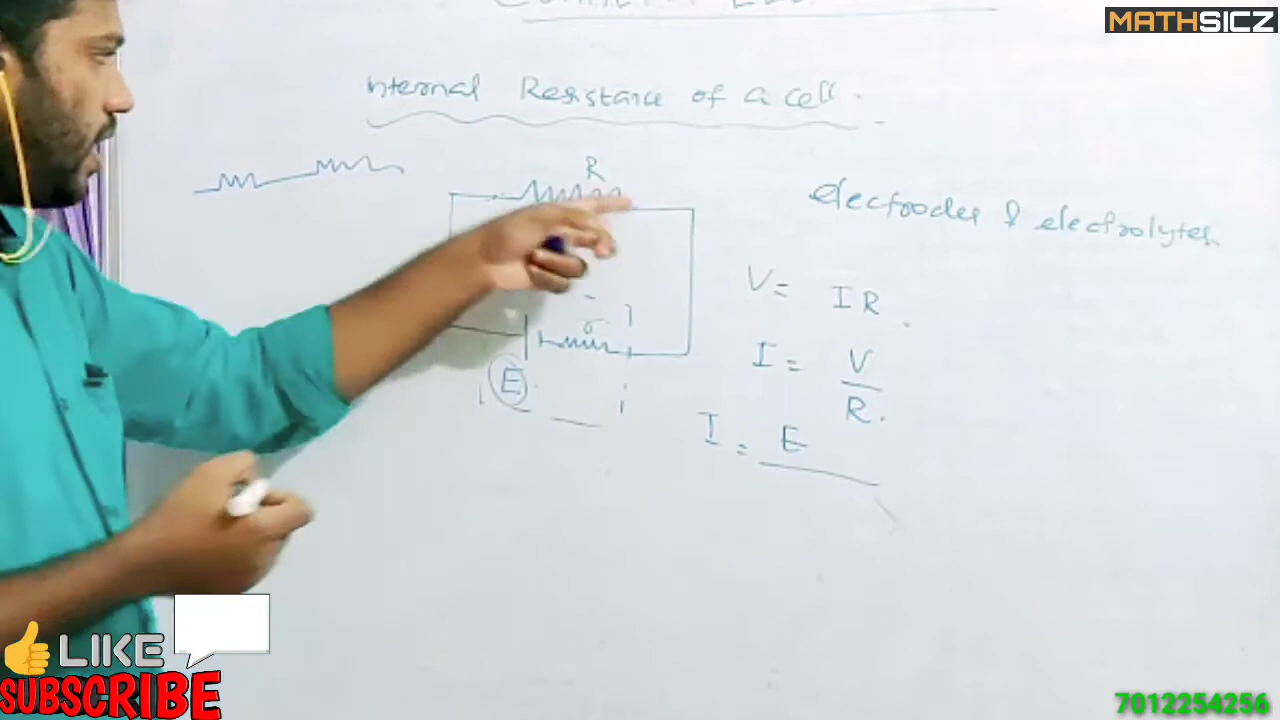 MATHSICZ
Internal Resistance of a cell.
R
electrodes & electrolytes
V = IR.
r
I = V
R.
E
I = E
LIKE
SUBSCRIBE
7012254256